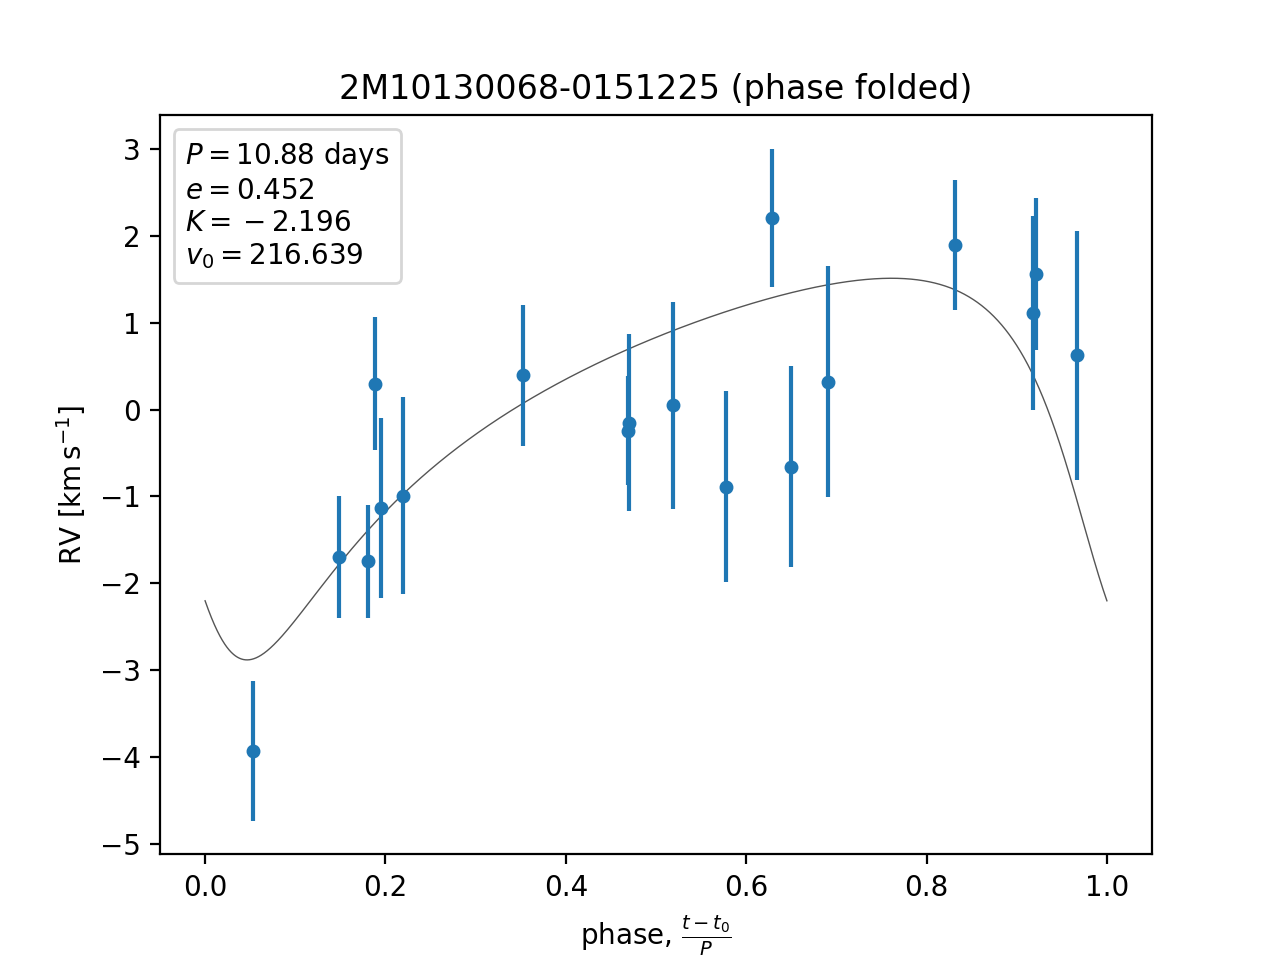 2M10130068-0151225 (phase folded)
P = 10.88 days
e = 0.452
K = −2.196
v₀ = 216.639
3
2
1
0
−1
−2
−3
−4
−5
RV [km s⁻¹]
0.0 0.2 0.4 0.6 0.8 1.0
phase, (t − t₀)/P